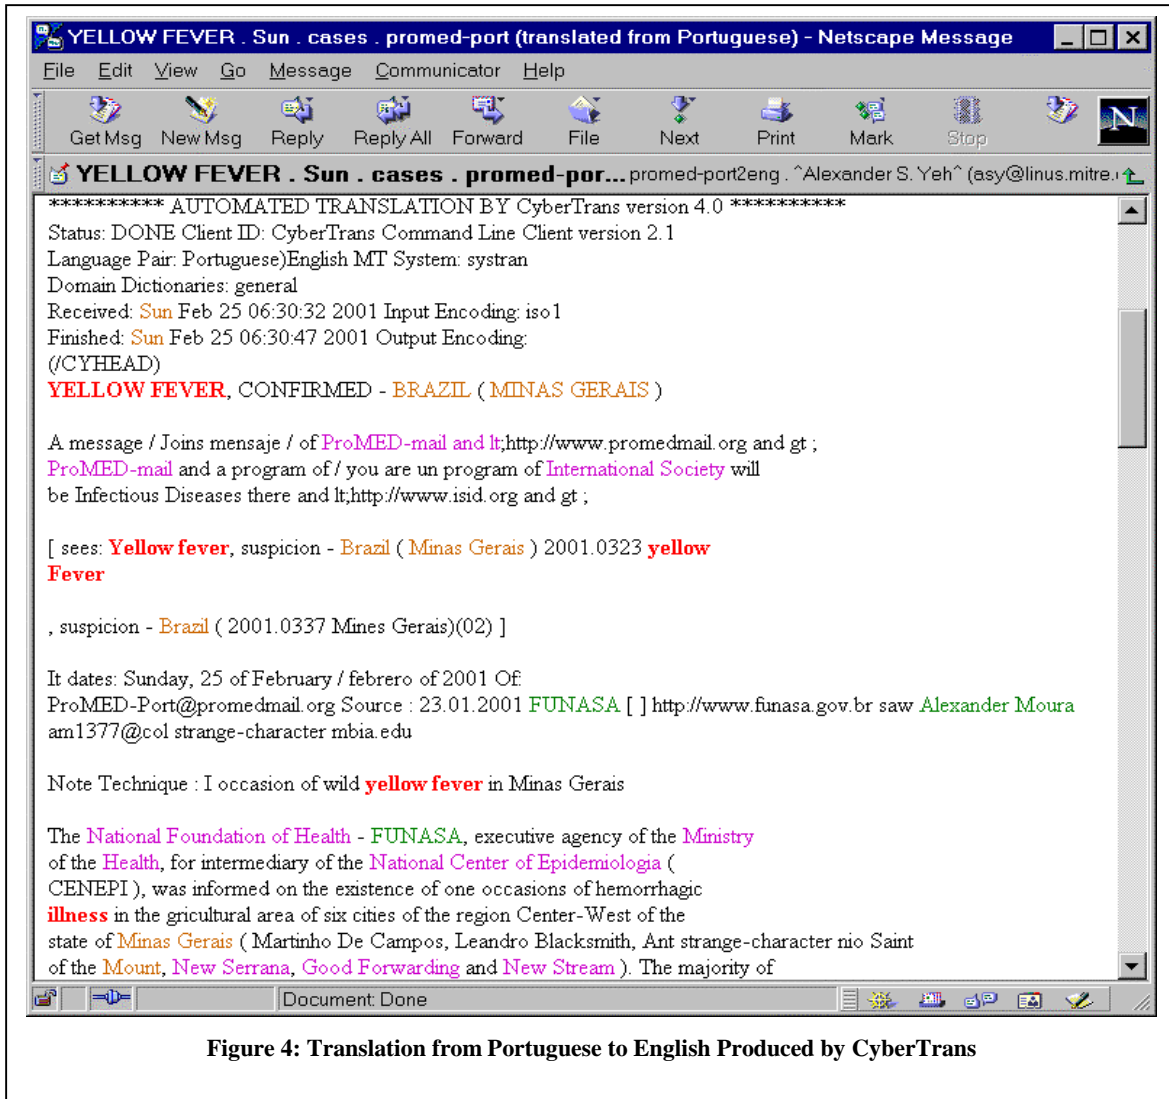 YELLOW FEVER . Sun . cases . promed-port (translated from Portuguese) - Netscape Message
File Edit View Go Message Communicator Help
Get Msg New Msg Reply Reply All Forward File Next Print Mark Stop
N
YELLOW FEVER . Sun . cases . promed-por... promed-port2eng . ^Alexander S. Yeh^ (asy@linus.mitre.
********** AUTOMATED TRANSLATION BY CyberTrans version 4.0 **********
Status: DONE Client ID: CyberTrans Command Line Client version 2.1
Language Pair: Portuguese)English MT System: systran
Domain Dictionaries: general
Received: Sun Feb 25 06:30:32 2001 Input Encoding: iso1
Finished: Sun Feb 25 06:30:47 2001 Output Encoding:
(/CYHEAD)
YELLOW FEVER, CONFIRMED - BRAZIL ( MINAS GERAIS )
A message / Joins mensaje / of ProMED-mail and lt;http://www.promedmail.org and gt ;
ProMED-mail and a program of / you are un program of International Society will
be Infectious Diseases there and lt;http://www.isid.org and gt ;
[ sees: Yellow fever, suspicion - Brazil ( Minas Gerais ) 2001.0323 yellow
Fever
, suspicion - Brazil ( 2001.0337 Mines Gerais)(02) ]
It dates: Sunday, 25 of February / febrero of 2001 Of:
ProMED-Port@promedmail.org Source : 23.01.2001 FUNASA [ ] http://www.funasa.gov.br saw Alexander Moura
am1377@col strange-character mbia.edu
Note Technique : I occasion of wild yellow fever in Minas Gerais
The National Foundation of Health - FUNASA, executive agency of the Ministry
of the Health, for intermediary of the National Center of Epidemiologia (
CENEPI ), was informed on the existence of one occasions of hemorrhagic
illness in the gricultural area of six cities of the region Center-West of the
state of Minas Gerais ( Martinho De Campos, Leandro Blacksmith, Ant strange-character nio Saint
of the Mount, New Serrana, Good Forwarding and New Stream ). The majority of
Document: Done
Figure 4: Translation from Portuguese to English Produced by CyberTrans